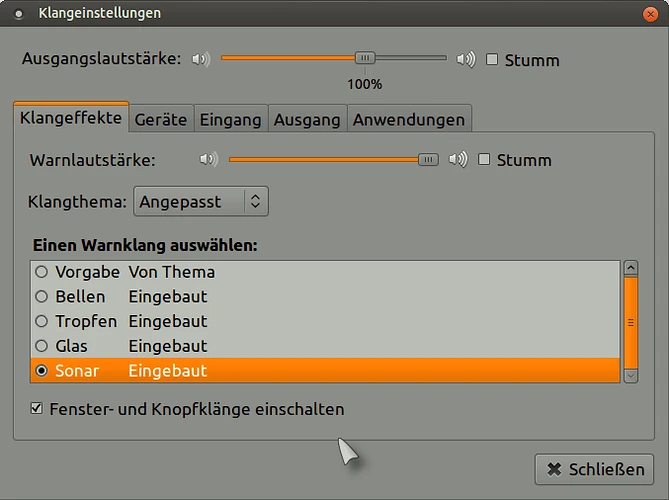 Klangeinstellungen
Ausgangslautstärke: Stumm
100%
Klangeffekte Geräte Eingang Ausgang Anwendungen
Warnlautstärke: Stumm
Klangthema: Angepasst
Einen Warnklang auswählen:
Vorgabe Von Thema
Bellen Eingebaut
Tropfen Eingebaut
Glas Eingebaut
Sonar Eingebaut
Fenster- und Knopfklänge einschalten
Schließen